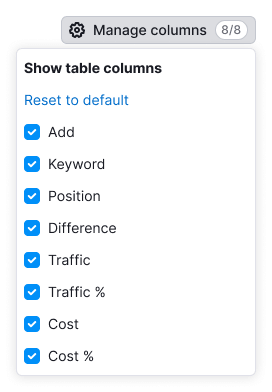 Manage columns 8/8
Show table columns
Reset to default
Add
Keyword
Position
Difference
Traffic
Traffic %
Cost
Cost %